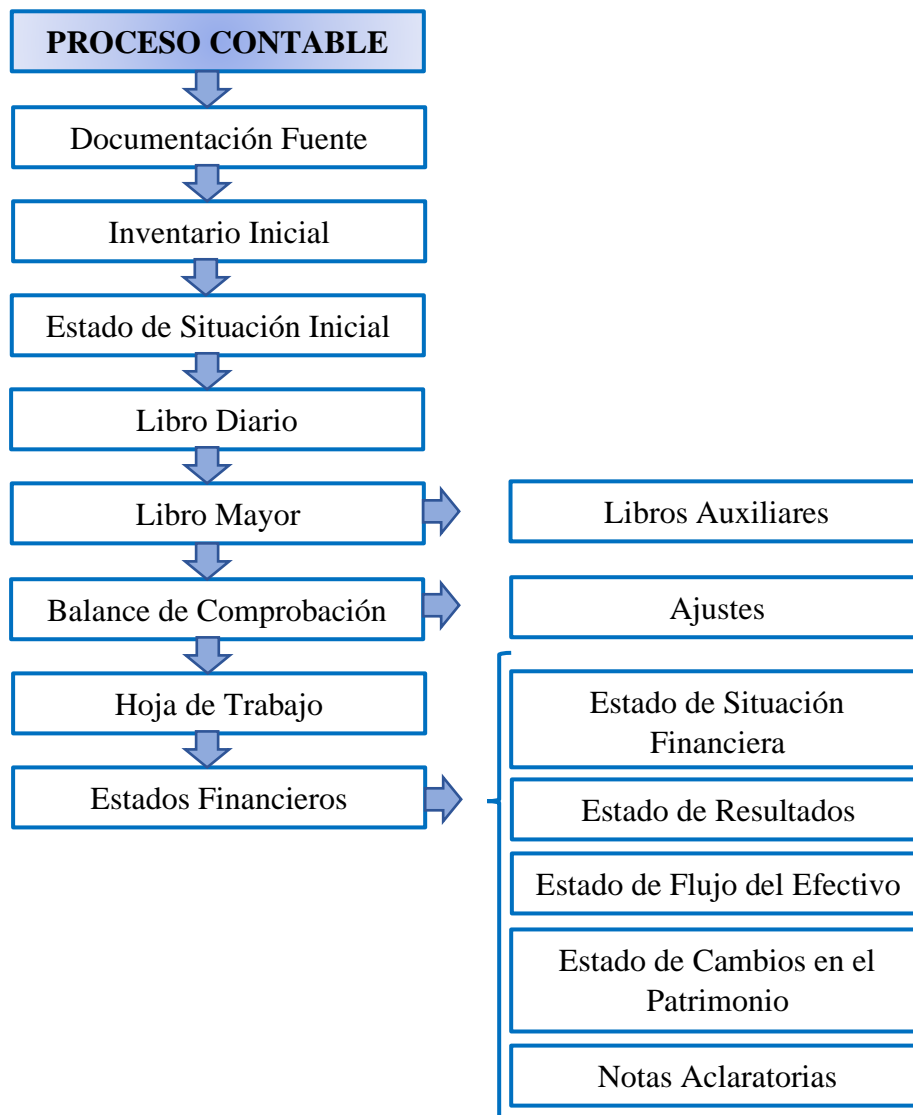 PROCESO CONTABLE
Documentación Fuente
Inventario Inicial
Estado de Situación Inicial
Libro Diario
Libro Mayor
Libros Auxiliares
Balance de Comprobación
Ajustes
Hoja de Trabajo
Estados Financieros
Estado de Situación
Financiera
Estado de Resultados
Estado de Flujo del Efectivo
Estado de Cambios en el
Patrimonio
Notas Aclaratorias